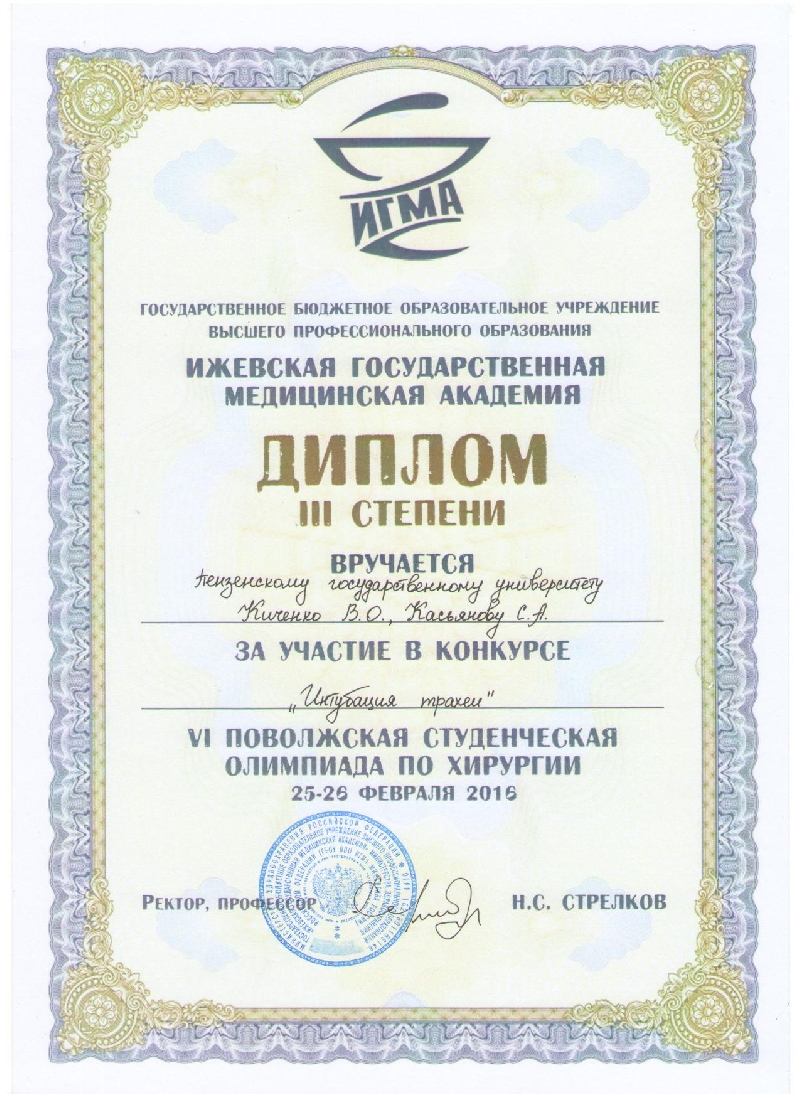 ИГМА
ГОСУДАРСТВЕННОЕ БЮДЖЕТНОЕ ОБРАЗОВАТЕЛЬНОЕ УЧРЕЖДЕНИЕ
ВЫСШЕГО ПРОФЕССИОНАЛЬНОГО ОБРАЗОВАНИЯ
ИЖЕВСКАЯ ГОСУДАРСТВЕННАЯ
МЕДИЦИНСКАЯ АКАДЕМИЯ
ДИПЛОМ
III СТЕПЕНИ
ВРУЧАЕТСЯ
Пензенскому государственному университету
Киченко В.О., Касьянову С.А.
ЗА УЧАСТИЕ В КОНКУРСЕ
„Интубация трахеи"
VI ПОВОЛЖСКАЯ СТУДЕНЧЕСКАЯ
ОЛИМПИАДА ПО ХИРУРГИИ
25-26 ФЕВРАЛЯ 2016
РЕКТОР, ПРОФЕССОР Н.С. СТРЕЛКОВ